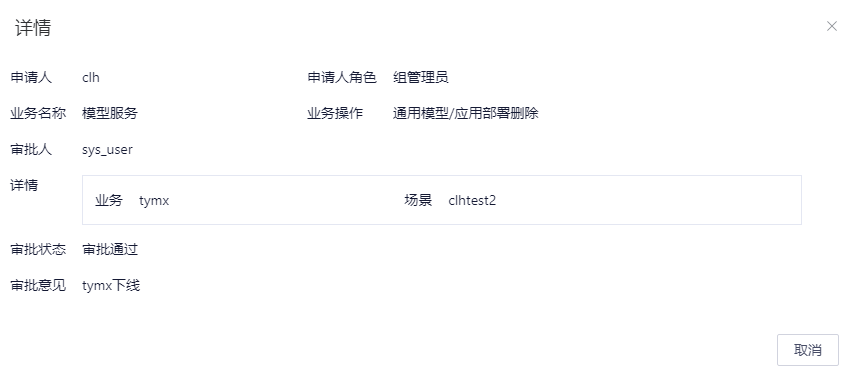 详情
申请人 clh 申请人角色 组管理员
业务名称 模型服务 业务操作 通用模型/应用部署删除
审批人 sys_user
详情 业务 tymx 场景 clhtest2
审批状态 审批通过
审批意见 tymx下线
取消